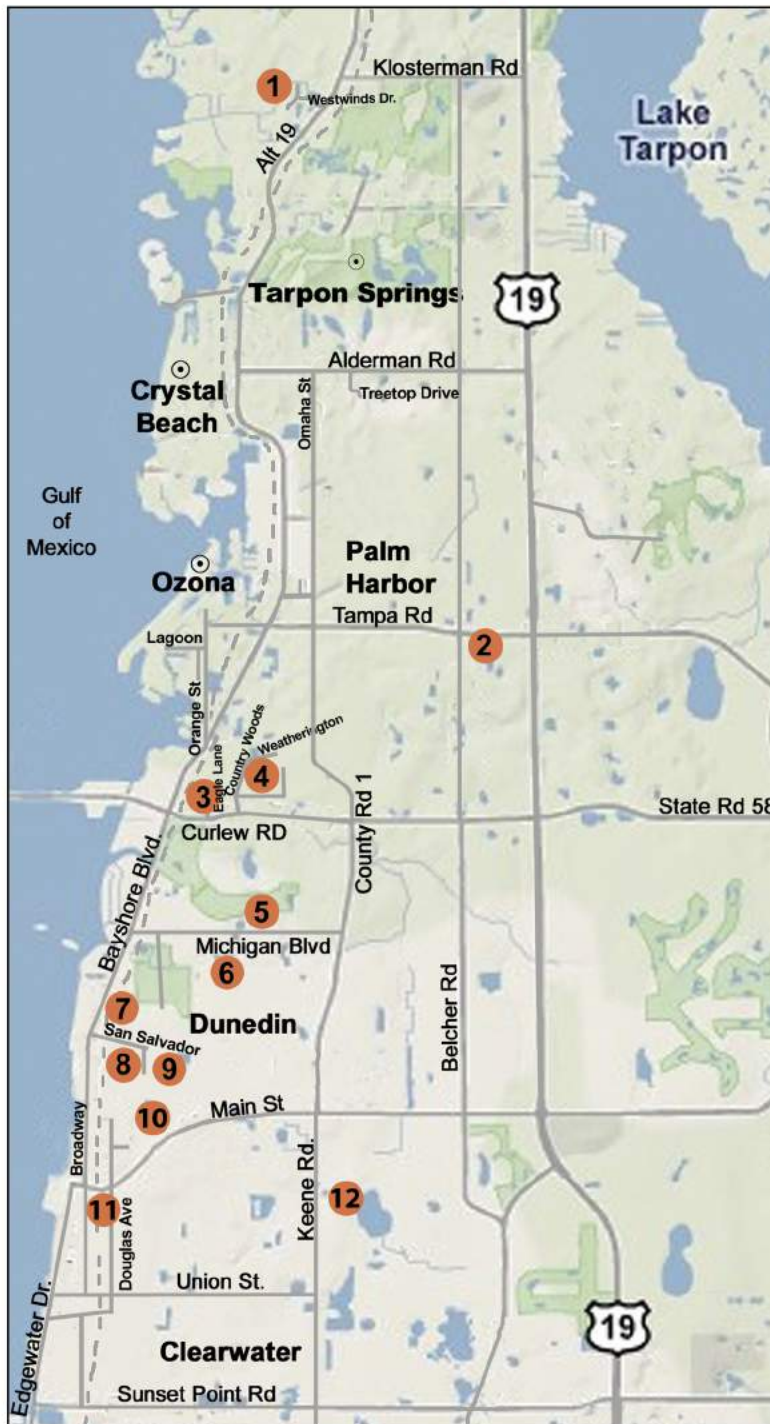 Klosterman Rd
1
Westwinds Dr.
Lake
Tarpon
Alt 19
Tarpon Springs
19
Alderman Rd
Crystal
Beach
Treetop Drive
Omaha St
Gulf
of
Mexico
Palm
Harbor
Ozona
Tampa Rd
Lagoon
2
Orange St
Country Woods
Weatherington
Eagle Lane
3
4
State Rd 58
Curlew RD
County Rd 1
Bayshore Blvd.
5
Michigan Blvd
6
7
Dunedin
Belcher Rd
San Salvador
8
9
Main St
10
Broadway
Keene Rd.
12
11
Douglas Ave
Union St.
Edgewater Dr.
19
Clearwater
Sunset Point Rd